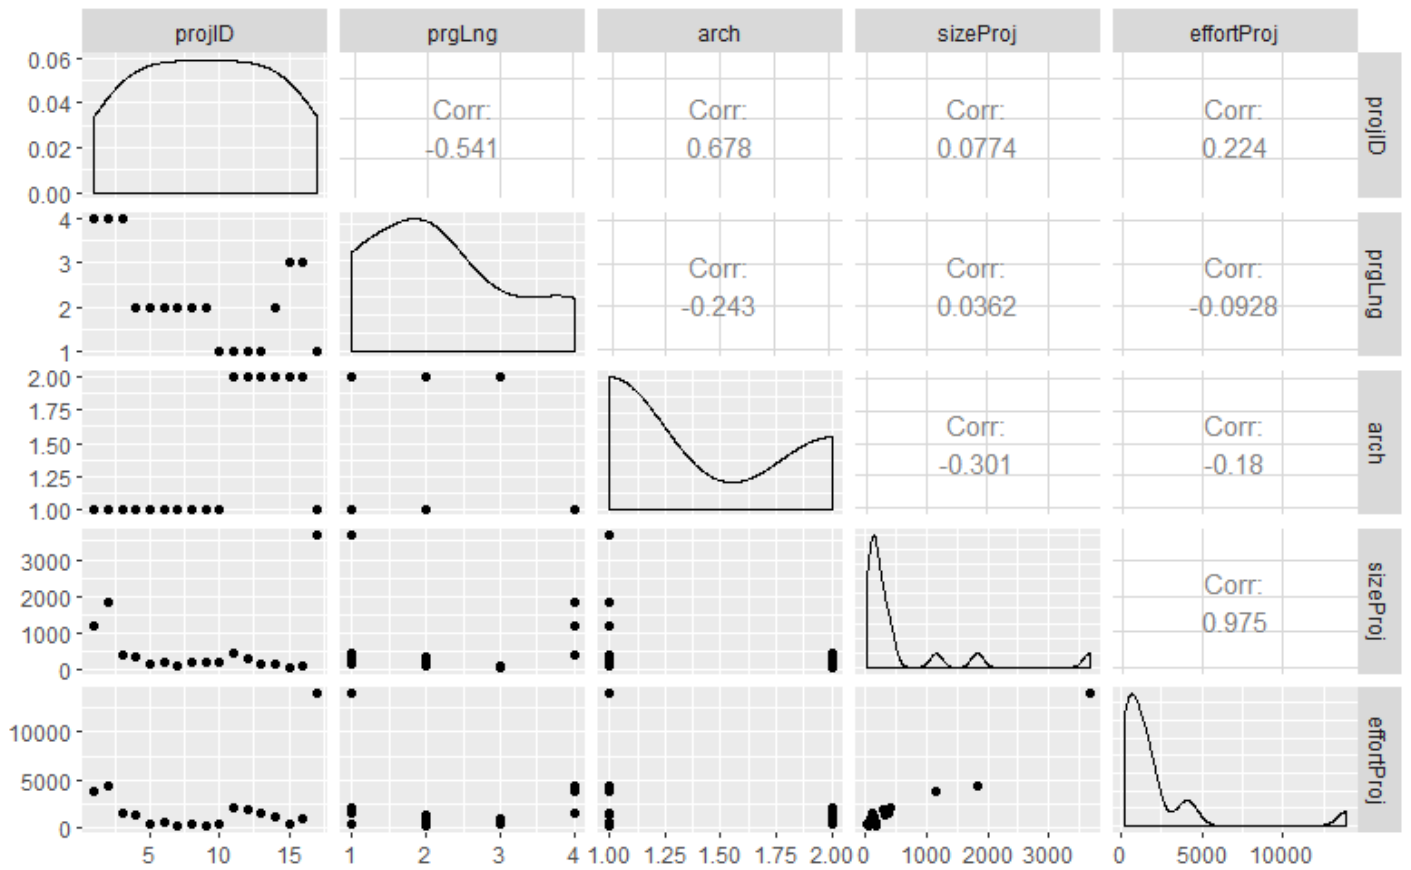 projID prgLng arch sizeProj effortProj
0.06
0.04
0.02
0.00
Corr:
-0.541
Corr:
0.678
Corr:
0.0774
Corr:
0.224
projID
4
3
2
1
Corr:
-0.243
Corr:
0.0362
Corr:
-0.0928
prgLng
2.00
1.75
1.50
1.25
1.00
Corr:
-0.301
Corr:
-0.18
arch
3000
2000
1000
0
Corr:
0.975
sizeProj
10000
5000
0
effortProj
5 10 15 1 2 3 4 1.00 1.25 1.50 1.75 2.00 0 1000 2000 3000 0 5000 10000